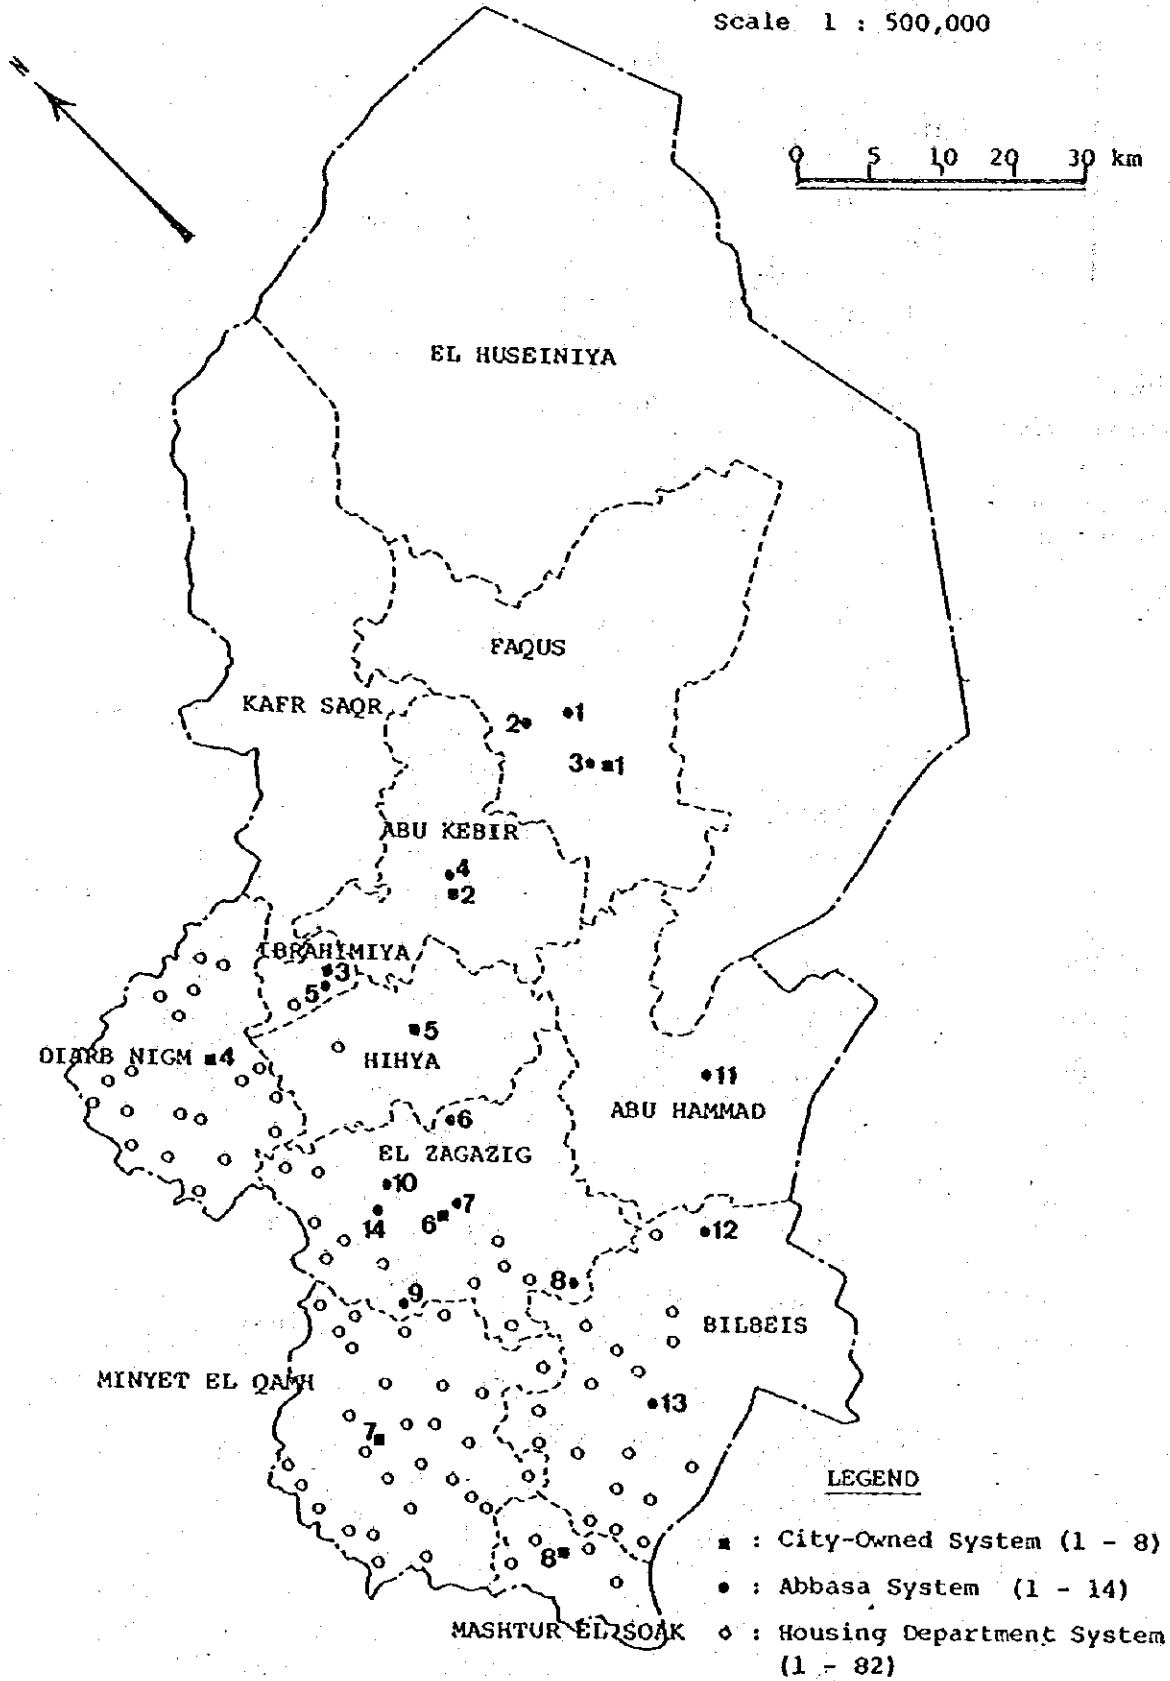 Scale 1 : 500,000
N
0 5 10 20 30 km
EL HUSEINIYA
FAQUS
KAFR SAQR
2 1
3 1
ABU KEBIR
4
2
IBRAHIMIYA
3
5
5
DIARB NIGM 4
HIHYA
11
ABU HAMMAD
6
EL ZAGAZIG
10
7
14 6
12
8
9
BILBEIS
MINYET EL QAMH
13
7
LEGEND
■ : City-Owned System (1 - 8)
8
● : Abbasa System (1 - 14)
MASHTUR EL SOAK
○ : Housing Department System
(1 - 82)